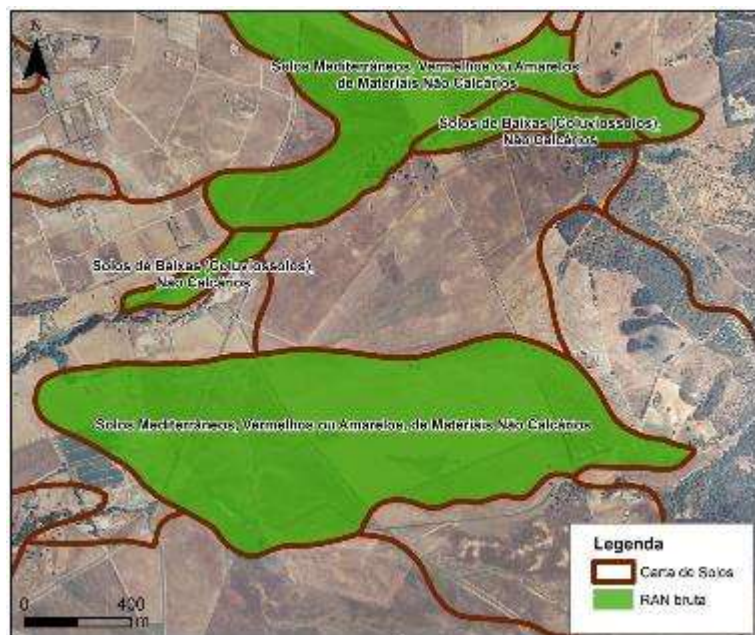 N
Solos Mediterrâneos, Vermelhos ou Amarelos,
de Materiais Não Calcários
Solos de Baixas (Coluviossolos),
Não Calcários
Solos de Baixas (Coluviossolos),
Não Calcários
Solos Mediterrâneos, Vermelhos ou Amarelos, de Materiais Não Calcários
Legenda
Carta de Solos
RAN bruta
0 400
m